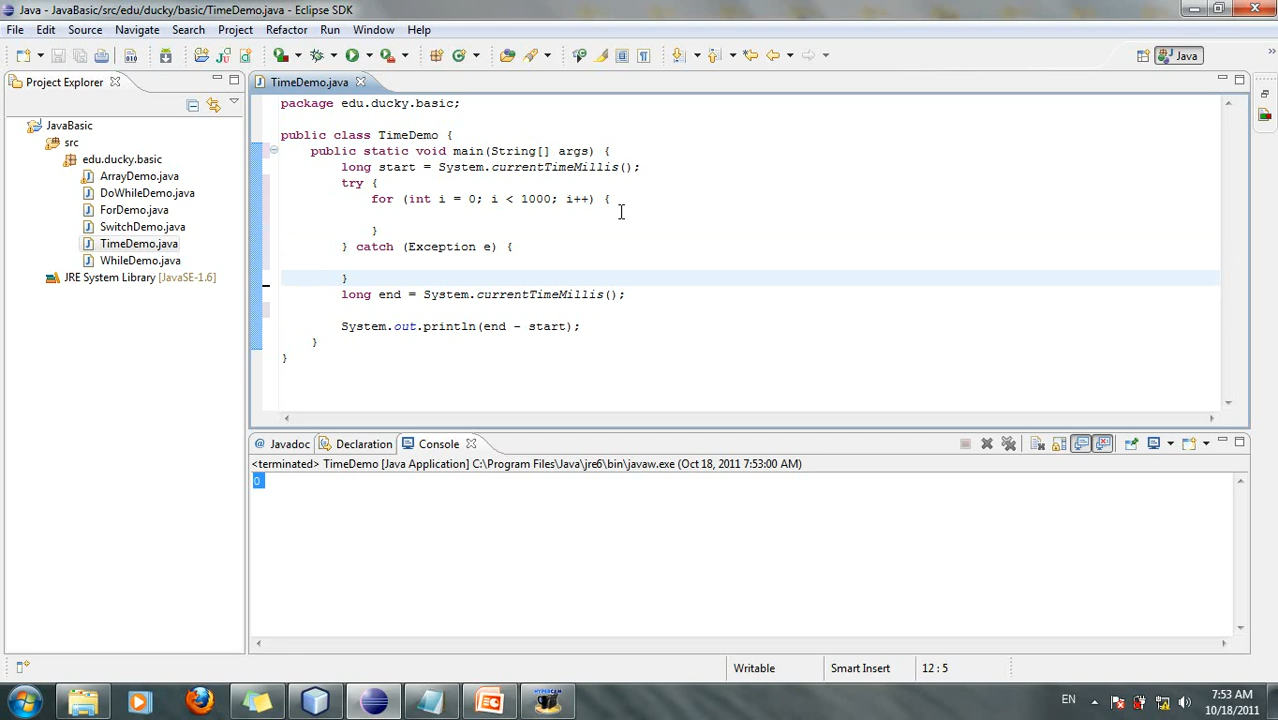 Java - JavaBasic/src/edu/ducky/basic/TimeDemo.java - Eclipse SDK
File Edit Source Navigate Search Project Refactor Run Window Help
Java
Project Explorer
JavaBasic
src
edu.ducky.basic
ArrayDemo.java
DoWhileDemo.java
ForDemo.java
SwitchDemo.java
TimeDemo.java
WhileDemo.java
JRE System Library [JavaSE-1.6]
TimeDemo.java
package edu.ducky.basic;
public class TimeDemo {
public static void main(String[] args) {
long start = System.currentTimeMillis();
try {
for (int i = 0; i < 1000; i++) {
}
} catch (Exception e) {
}
long end = System.currentTimeMillis();
System.out.println(end - start);
}
}
@ Javadoc Declaration Console
<terminated> TimeDemo [Java Application] C:\Program Files\Java\jre6\bin\javaw.exe (Oct 18, 2011 7:53:00 AM)
0
Writable Smart Insert 12 : 5
EN 7:53 AM
10/18/2011